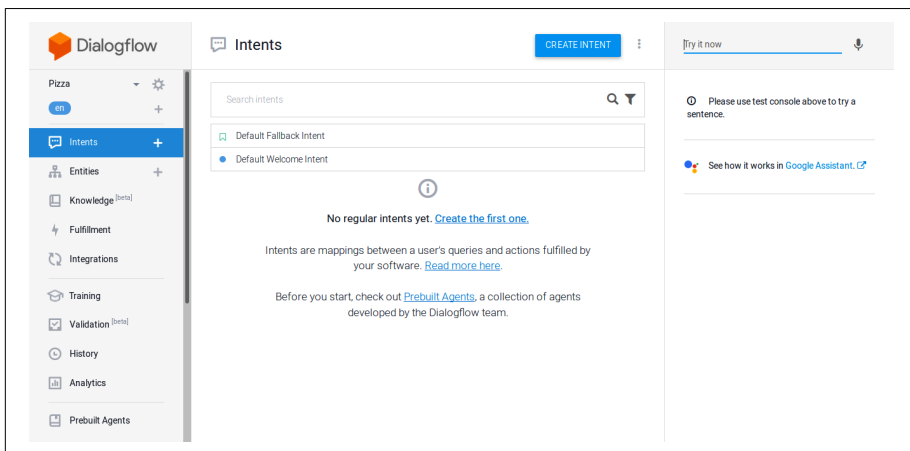 Dialogflow
Pizza
en
Intents
Entities
Knowledge [beta]
Fulfillment
Integrations
Training
Validation [beta]
History
Analytics
Prebuilt Agents
Intents
CREATE INTENT
Search intents
Default Fallback Intent
Default Welcome Intent
No regular intents yet. Create the first one.
Intents are mappings between a user's queries and actions fulfilled by
your software. Read more here.
Before you start, check out Prebuilt Agents, a collection of agents
developed by the Dialogflow team.
Try it now
Please use test console above to try a
sentence.
See how it works in Google Assistant.